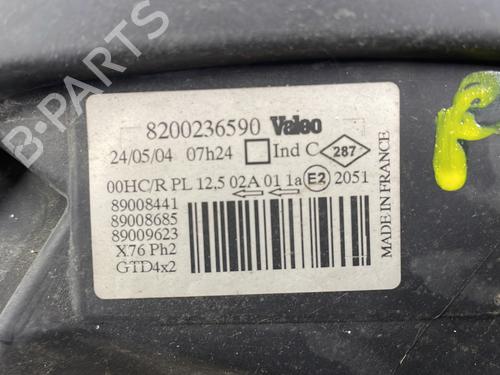 8200236590 Valeo
24/05/04 07h24 Ind C 287
00HC/R PL 12,5 02A 01 1a E2 2051
89008441
89008685
89009623
X76 Ph2
GTD4x2
MADE IN FRANCE
B-PARTS